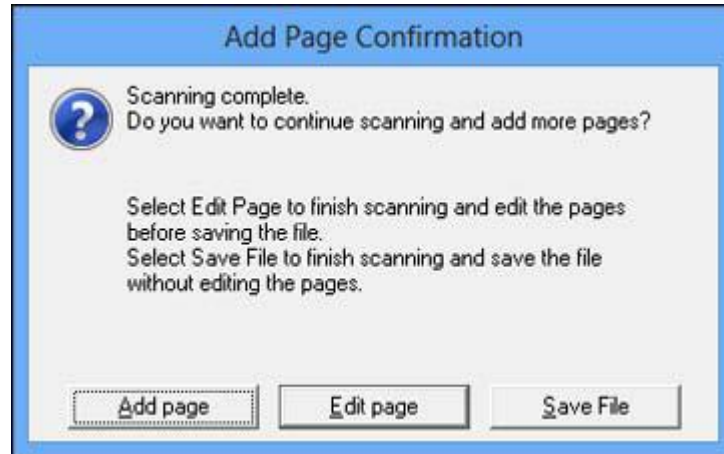 Add Page Confirmation
Scanning complete.
Do you want to continue scanning and add more pages?
Select Edit Page to finish scanning and edit the pages
before saving the file.
Select Save File to finish scanning and save the file
without editing the pages.
Add page
Edit page
Save File